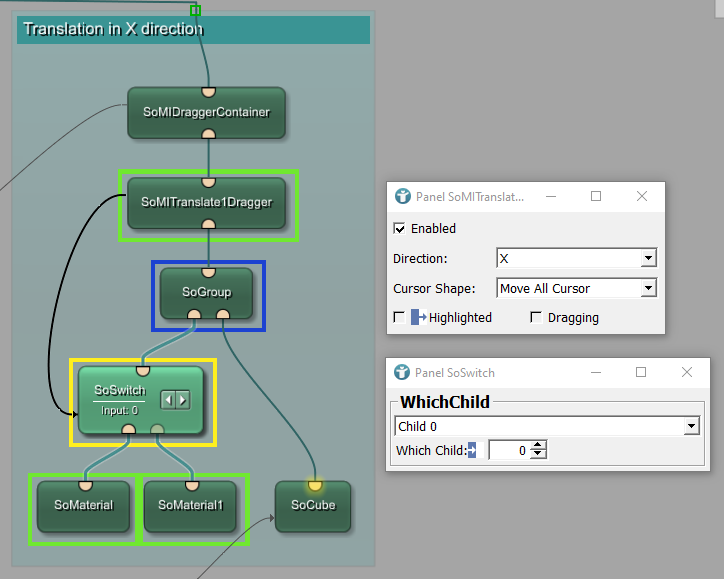 Translation in X direction
SoMIDraggerContainer
SoMITranslate1Dragger
SoGroup
SoSwitch
Input: 0
SoMaterial
SoMaterial1
SoCube
Panel SoMITranslat...
Enabled
Direction:
X
Cursor Shape:
Move All Cursor
Highlighted
Dragging
Panel SoSwitch
WhichChild
Child 0
Which Child:
0